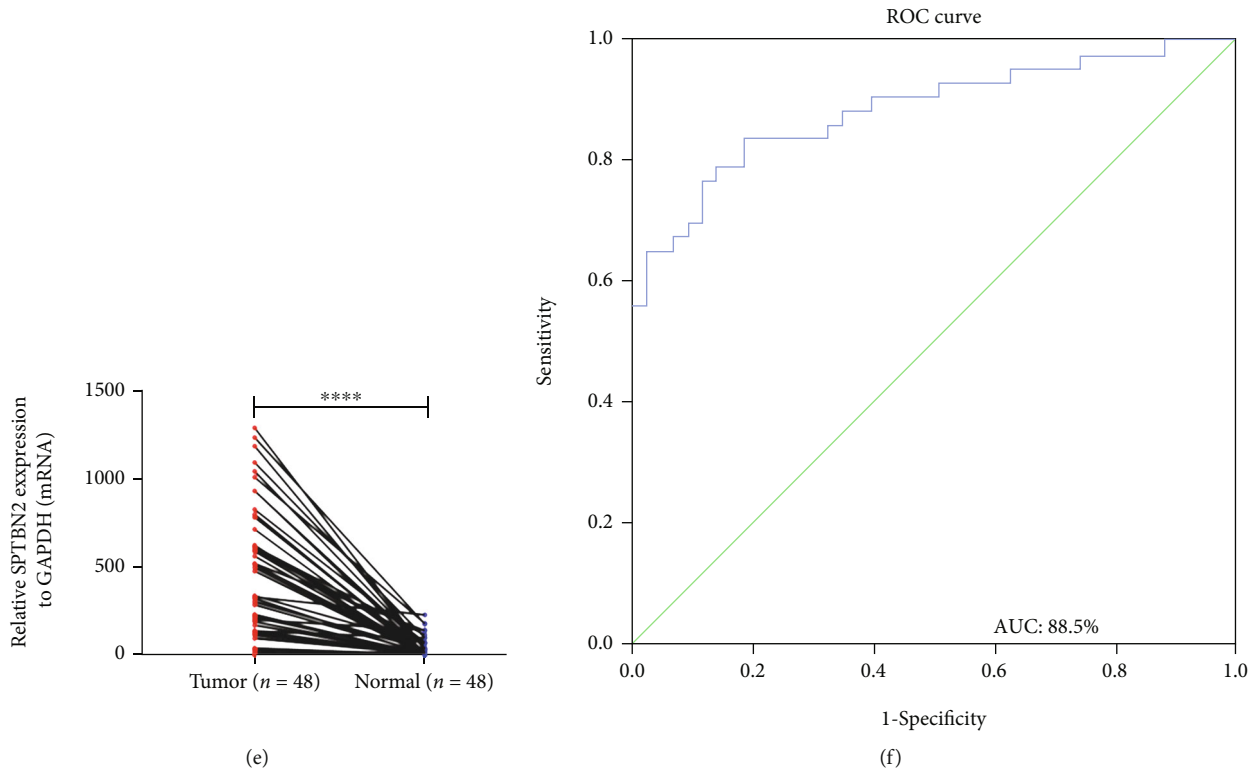 1500
1000
500
0
Relative SPTBN2 exxpression
to GAPDH (mRNA)
****
Tumor (n = 48)
Normal (n = 48)
(e)
ROC curve
1.0
0.8
0.6
0.4
0.2
0.0
Sensitivity
AUC: 88.5%
0.0
0.2
0.4
0.6
0.8
1.0
1-Specificity
(f)